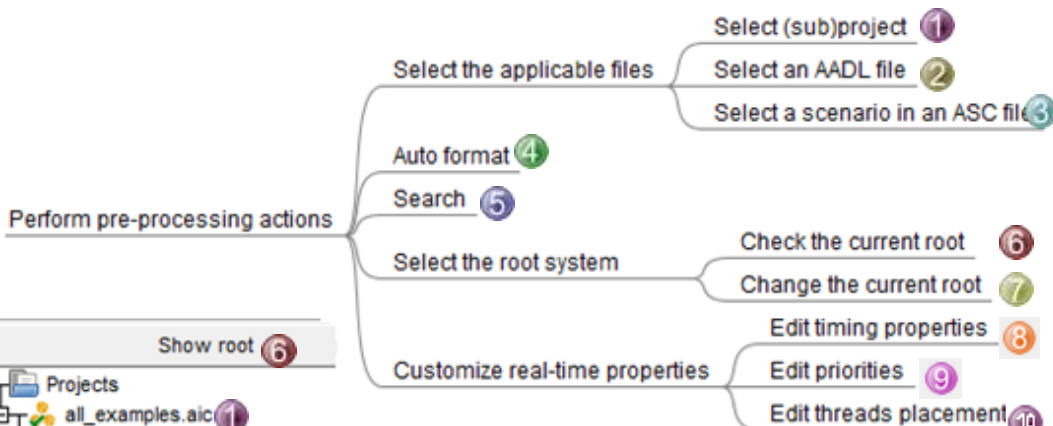 Select (sub)project 1
Select the applicable files
Select an AADL file 2
Select a scenario in an ASC file 3
Auto format 4
Search 5
Perform pre-processing actions
Check the current root 6
Select the root system
Change the current root 7
Edit timing properties 8
Show root 6
Customize real-time properties
Edit priorities 9
Projects
all_examples.aic 1
Edit threads placement 10